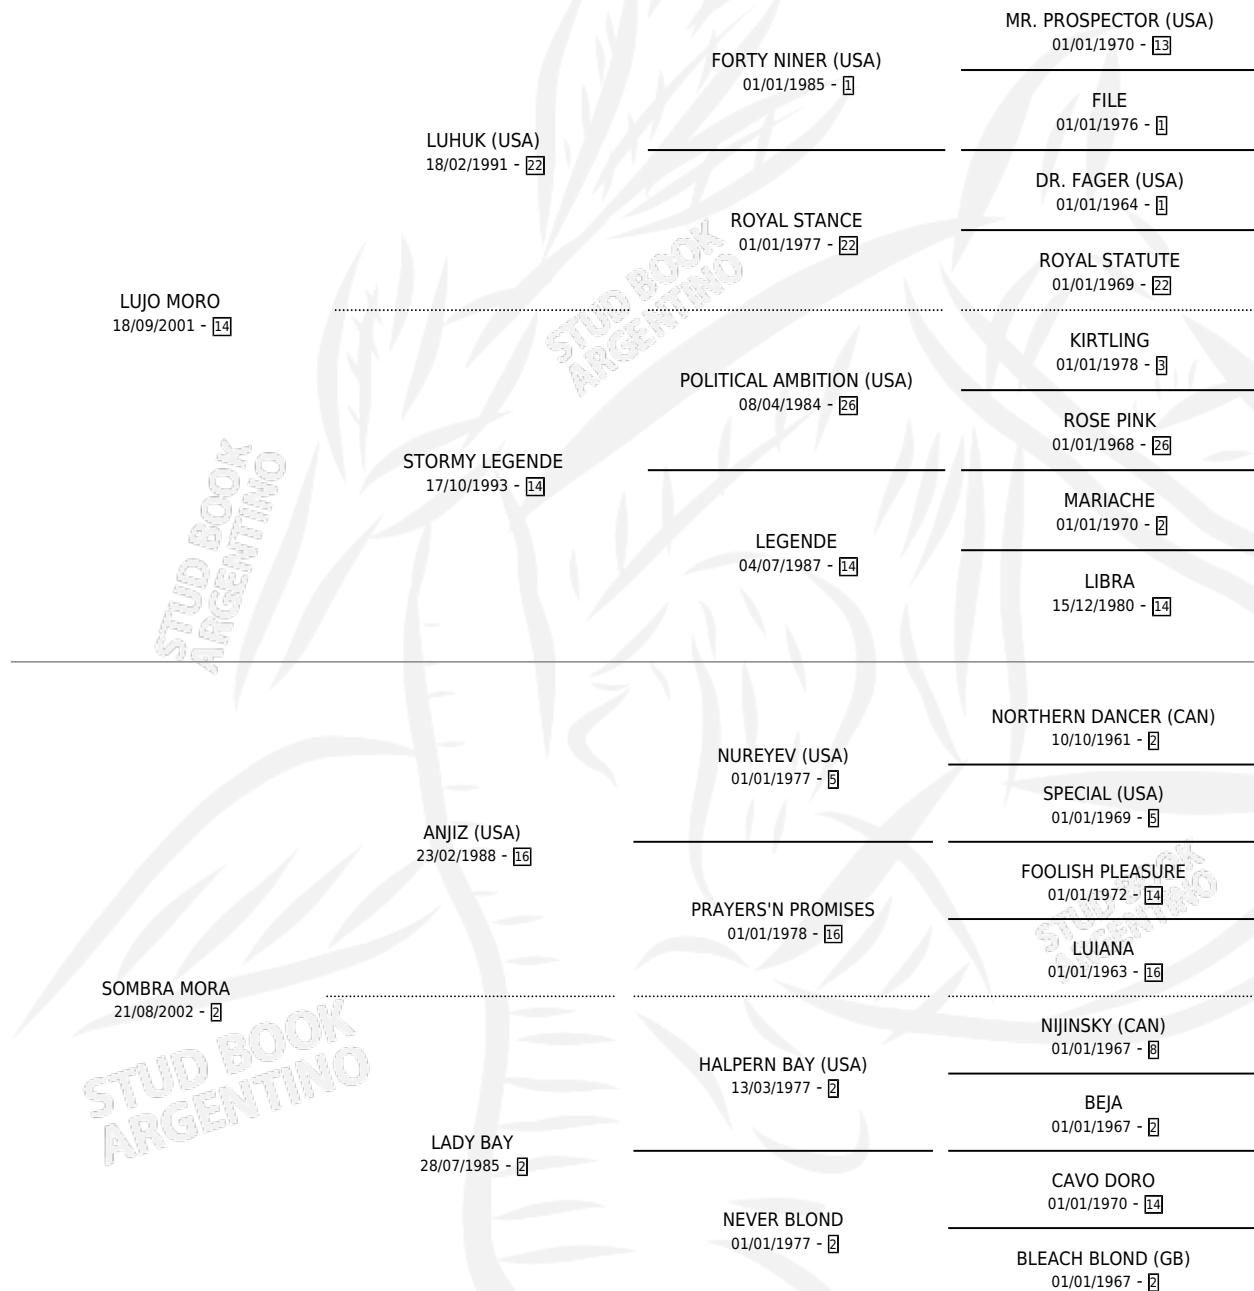 MR. PROSPECTOR (USA)
01/01/1970 - 13
FORTY NINER (USA)
01/01/1985 - 1
FILE
01/01/1976 - 1
LUHUK (USA)
18/02/1991 - 22
DR. FAGER (USA)
01/01/1964 - 1
ROYAL STANCE
01/01/1977 - 22
ROYAL STATUTE
01/01/1969 - 22
LUJO MORO
18/09/2001 - 14
KIRTLING
01/01/1978 - 3
POLITICAL AMBITION (USA)
08/04/1984 - 26
ROSE PINK
01/01/1968 - 26
STORMY LEGENDE
17/10/1993 - 14
MARIACHE
01/01/1970 - 2
LEGENDE
04/07/1987 - 14
LIBRA
15/12/1980 - 14
NORTHERN DANCER (CAN)
10/10/1961 - 2
NUREYEV (USA)
01/01/1977 - 5
SPECIAL (USA)
01/01/1969 - 5
ANJIZ (USA)
23/02/1988 - 16
FOOLISH PLEASURE
01/01/1972 - 14
PRAYERS'N PROMISES
01/01/1978 - 16
LUIANA
01/01/1963 - 16
SOMBRA MORA
21/08/2002 - 2
NIJINSKY (CAN)
01/01/1967 - 8
HALPERN BAY (USA)
13/03/1977 - 2
BEJA
01/01/1967 - 2
LADY BAY
28/07/1985 - 2
CAVO DORO
01/01/1970 - 14
NEVER BLOND
01/01/1977 - 2
BLEACH BLOND (GB)
01/01/1967 - 2
STUD BOOK
ARGENTINO
STUD BOOK
ARGENTINO
STUD BOOK
ARGENTINO
STUD BOOK
ARGENTINO